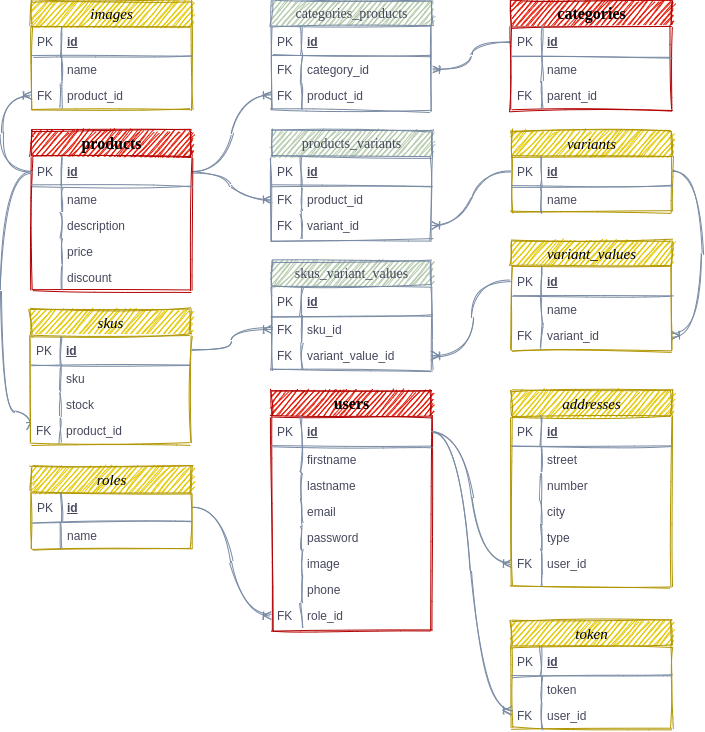 images
PK id
name
FK product_id
products
PK id
name
description
price
discount
skus
PK id
sku
stock
FK product_id
roles
PK id
name
categories_products
PK id
FK category_id
FK product_id
products_variants
PK id
FK product_id
FK variant_id
skus_variant_values
PK id
FK sku_id
FK variant_value_id
users
PK id
firstname
lastname
email
password
image
phone
FK role_id
categories
PK id
name
FK parent_id
variants
PK id
name
variant_values
PK id
name
FK variant_id
addresses
PK id
street
number
city
type
FK user_id
token
PK id
token
FK user_id